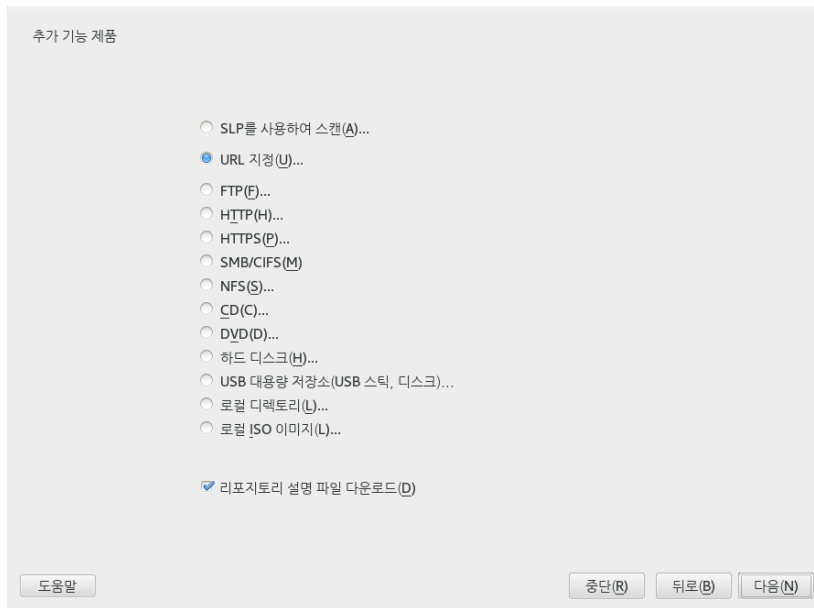 추가 기능 제품
SLP를 사용하여 스캔(A)...
URL 지정(U)...
FTP(F)...
HTTP(H)...
HTTPS(P)...
SMB/CIFS(M)
NFS(S)...
CD(C)...
DVD(D)...
하드 디스크(H)...
USB 대용량 저장소(USB 스틱, 디스크)...
로컬 디렉토리(L)...
로컬 ISO 이미지(L)...
리포지토리 설명 파일 다운로드(D)
도움말 중단(R) 뒤로(B) 다음(N)